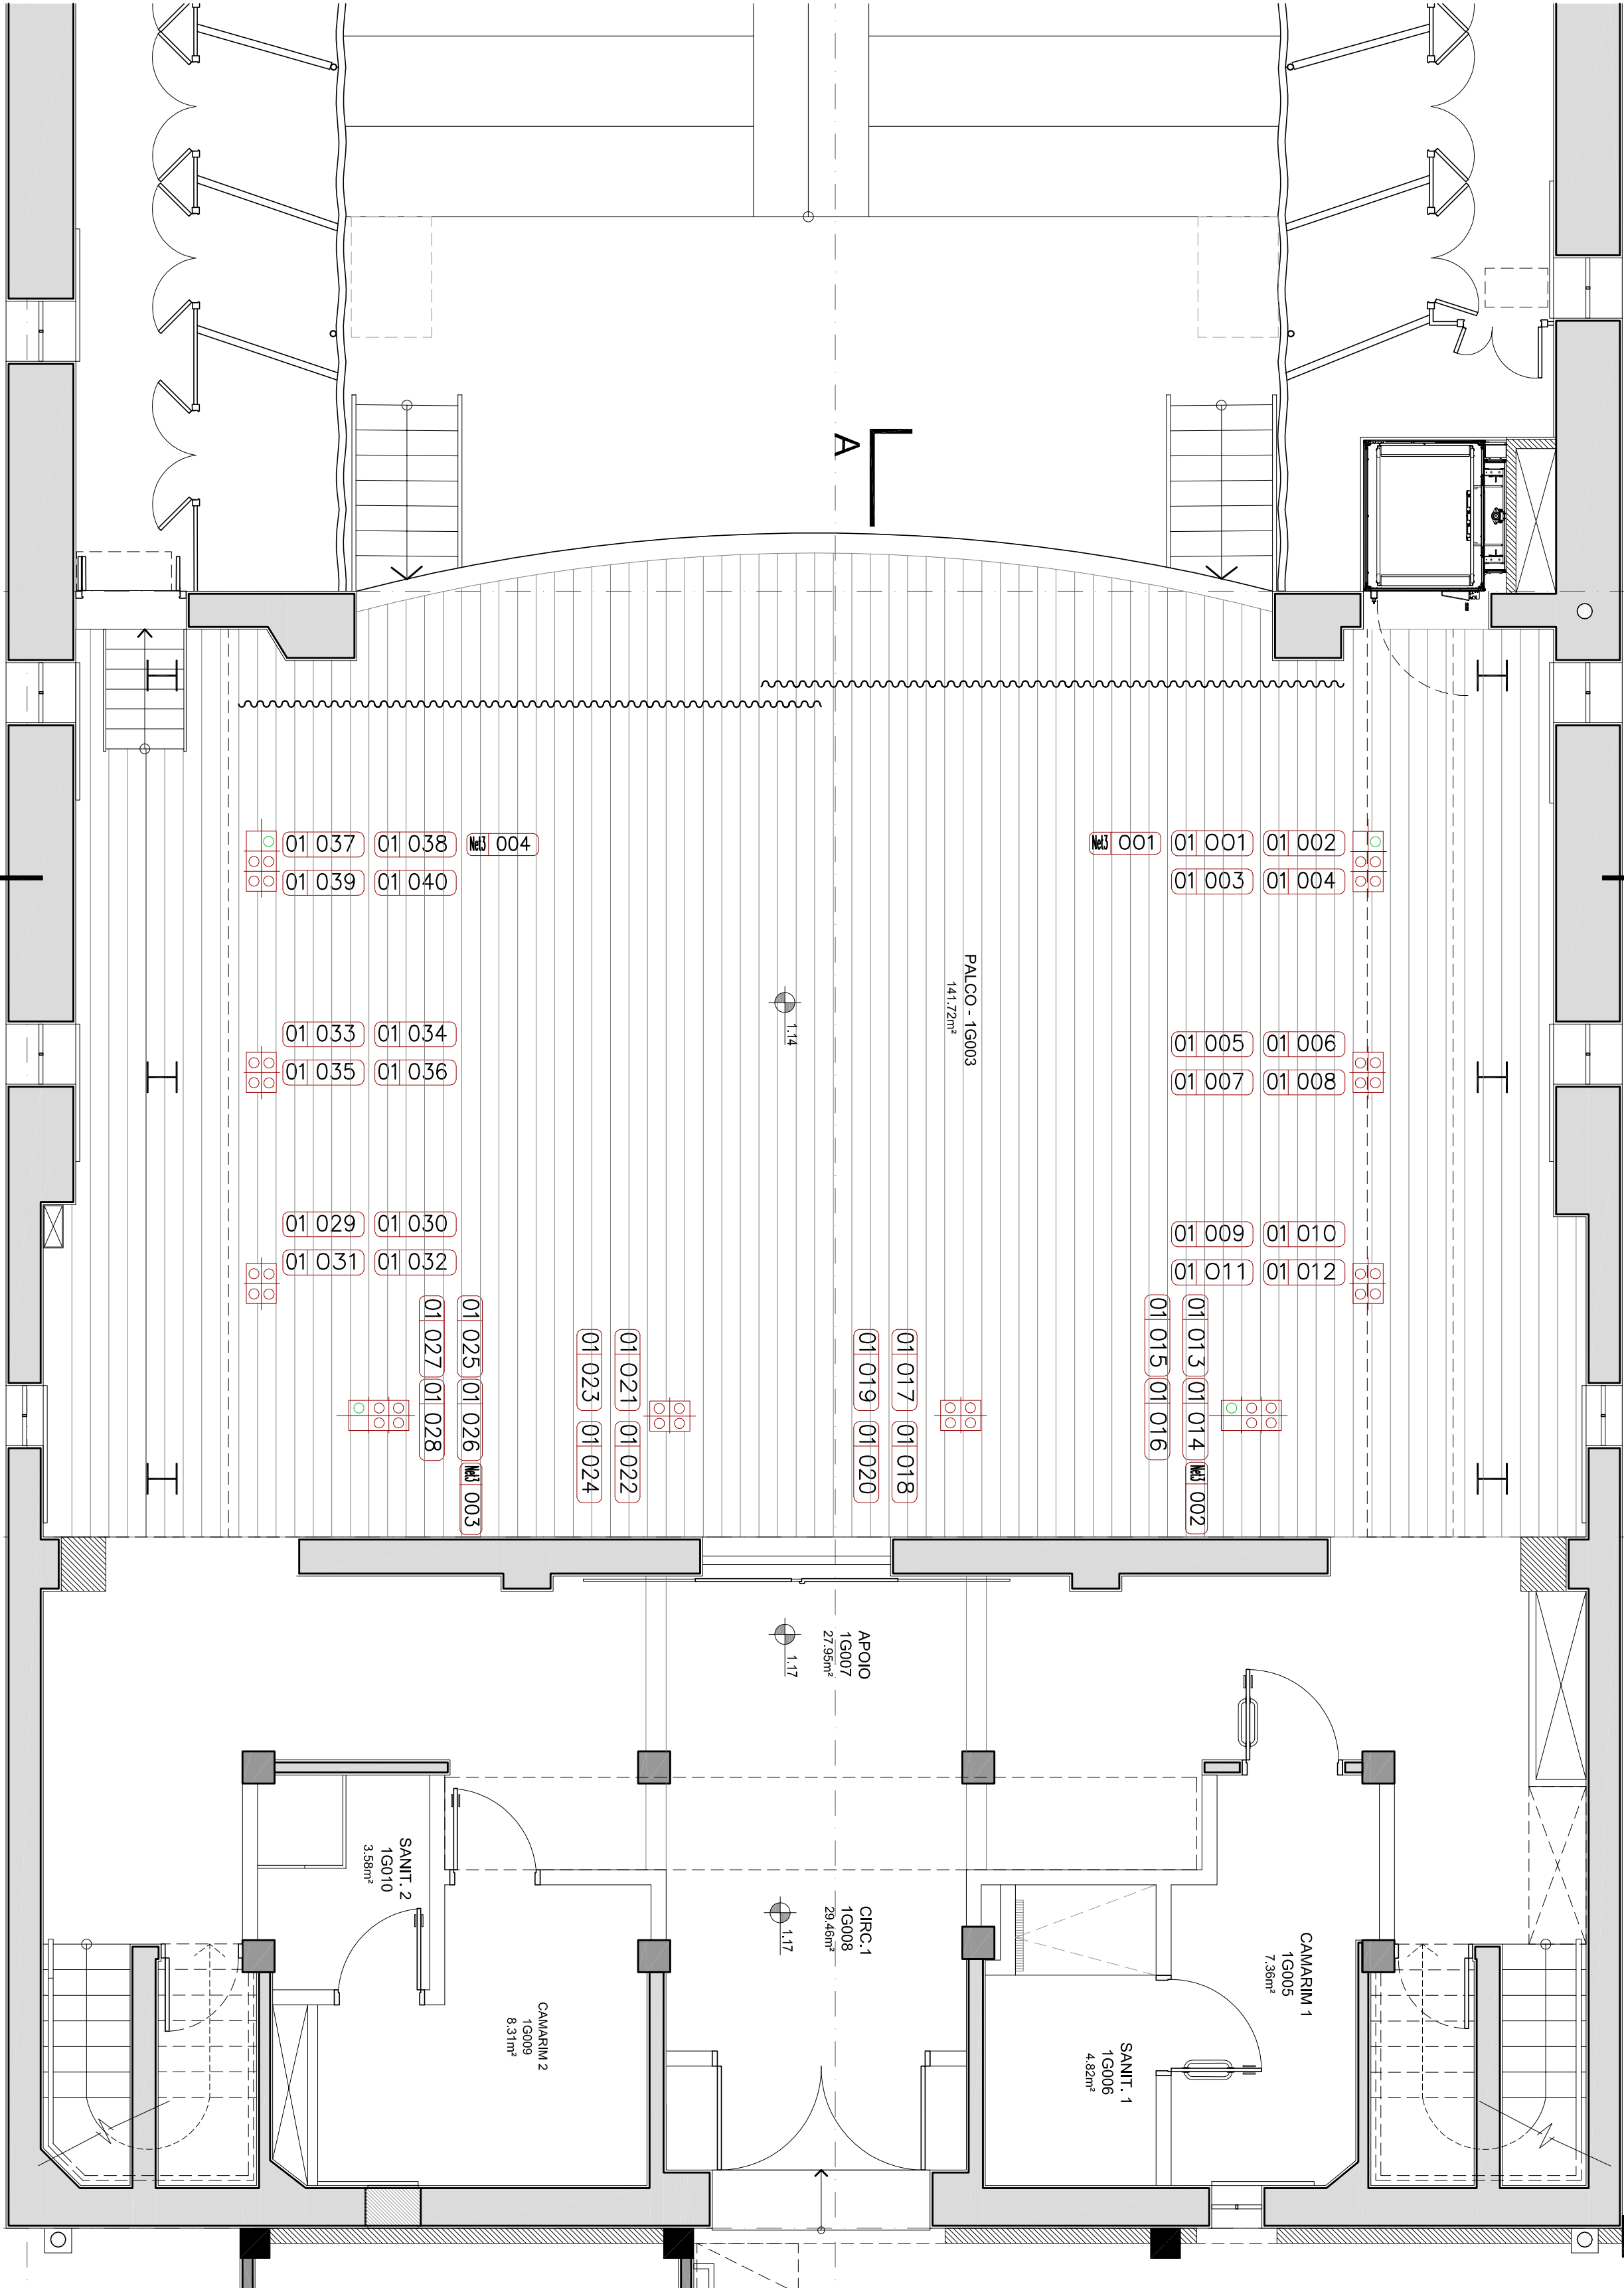 A
01 037
01 038
Net3 004
01 039
01 040
Net3 001
01 001
01 002
01 003
01 004
PALCO - 1G003
141.72m²
1.14
01 033
01 034
01 035
01 036
01 005
01 006
01 007
01 008
01 029
01 030
01 031
01 032
01 009
01 010
01 011
01 012
01 025
01 026
Net3 003
01 027
01 028
01 021
01 022
01 023
01 024
01 017
01 018
01 019
01 020
01 013
01 014
Net3 002
01 015
01 016
APOIO
1G007
27.95m²
1.17
SANIT. 2
1G010
3.58m²
CIRC.1
1G008
29.46m²
1.17
CAMARIM 1
1G005
7.36m²
CAMARIM 2
1G009
8.31m²
SANIT. 1
1G006
4.82m²